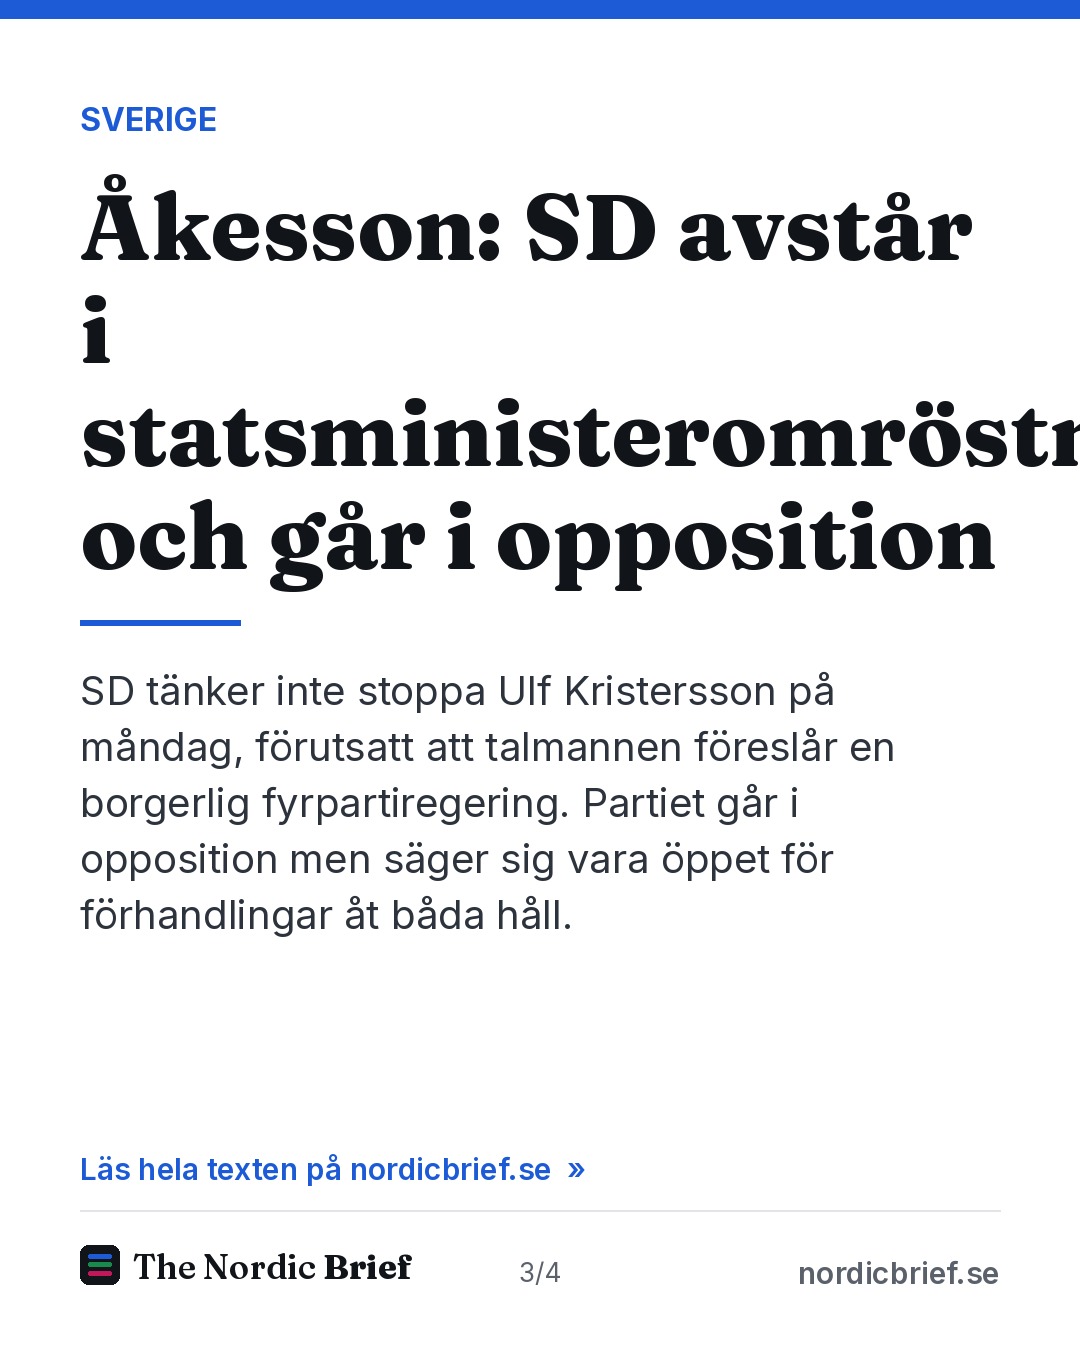 SVERIGE
Åkesson: SD avstår
i
statsministeromröst
och går i opposition
SD tänker inte stoppa Ulf Kristersson på
måndag, förutsatt att talmannen föreslår en
borgerlig fyrpartiregering. Partiet går i
opposition men säger sig vara öppet för
förhandlingar åt båda håll.
Läs hela texten på nordicbrief.se »
The Nordic Brief 3/4 nordicbrief.se